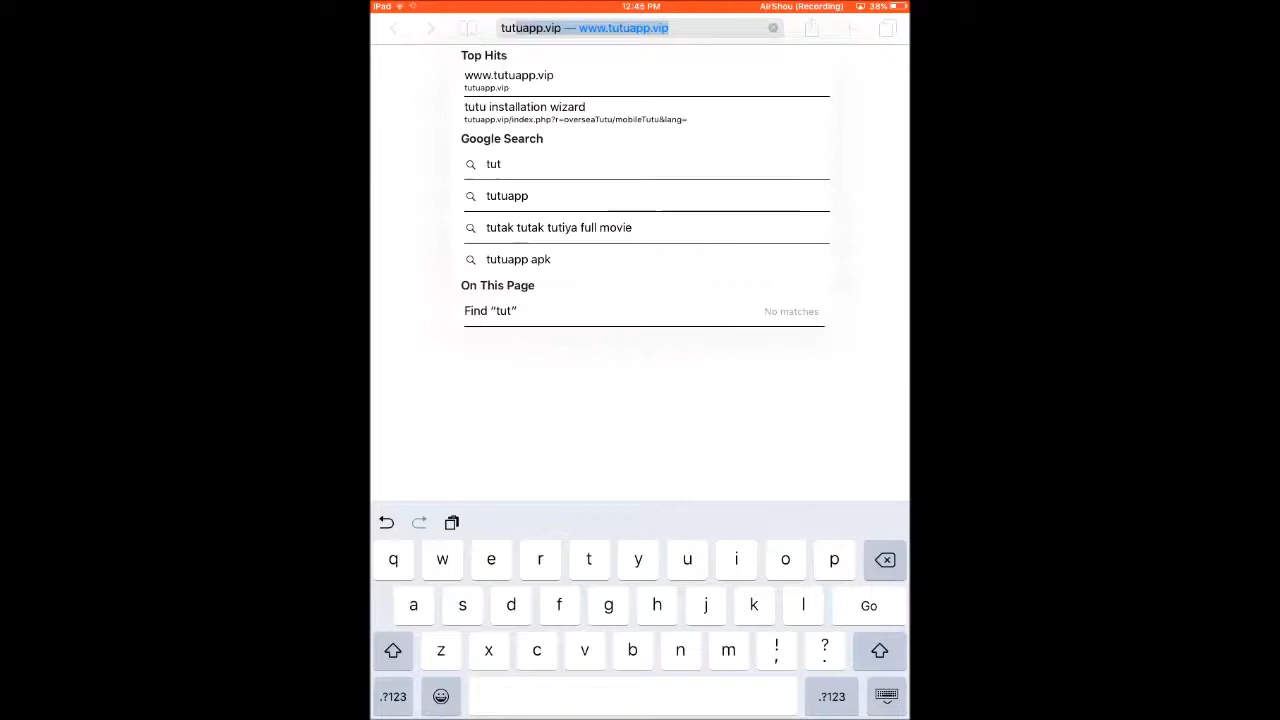 iPad 12:45 PM AirShou (Recording) 38%
tutuapp.vip — www.tutuapp.vip
Top Hits
www.tutuapp.vip
tutuapp.vip
tutu installation wizard
tutuapp.vip/index.php?r=overseaTutu/mobileTutu&lang=
Google Search
tut
tutuapp
tutak tutak tutiya full movie
tutuapp apk
On This Page
Find “tut” No matches
q w e r t y u i o p
a s d f g h j k l Go
z x c v b n m ! , ? .
.?123 .?123